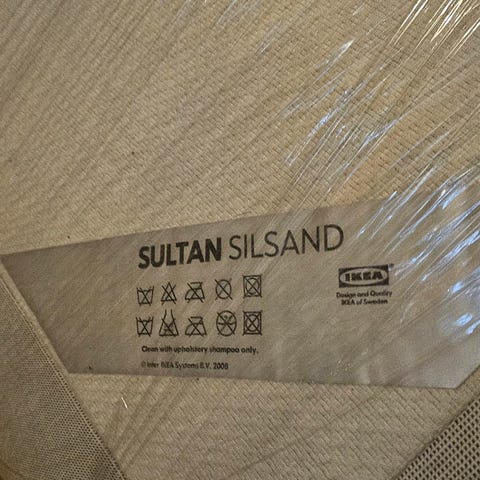 SULTAN SILSAND
IKEA
Design and Quality
IKEA of Sweden
Clean with upholstery shampoo only.
© Inter IKEA Systems B.V. 2008